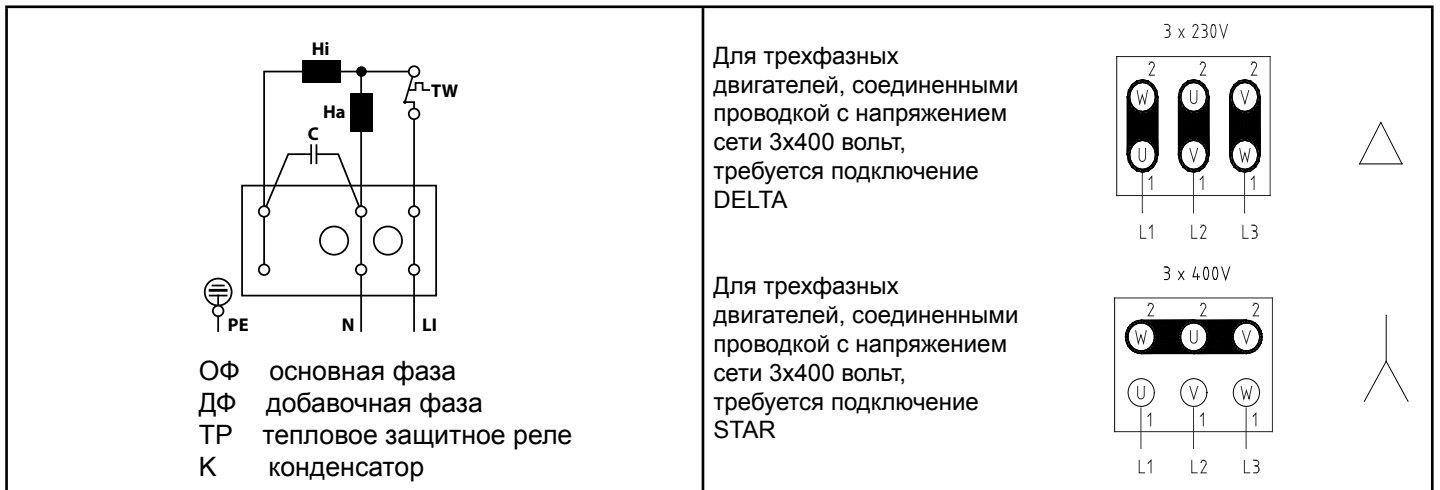 Hi
TW
Ha
C
PE N LI
ОФ основная фаза
ДФ добавочная фаза
ТР тепловое защитное реле
К конденсатор
Для трехфазных
двигателей, соединенными
проводкой с напряжением
сети 3х400 вольт,
требуется подключение
DELTA
3 x 230V
2 2 2
W U V
U V W
1 1 1
L1 L2 L3
Для трехфазных
двигателей, соединенными
проводкой с напряжением
сети 3х400 вольт,
требуется подключение
STAR
3 x 400V
2 2 2
W U V
U V W
1 1 1
L1 L2 L3